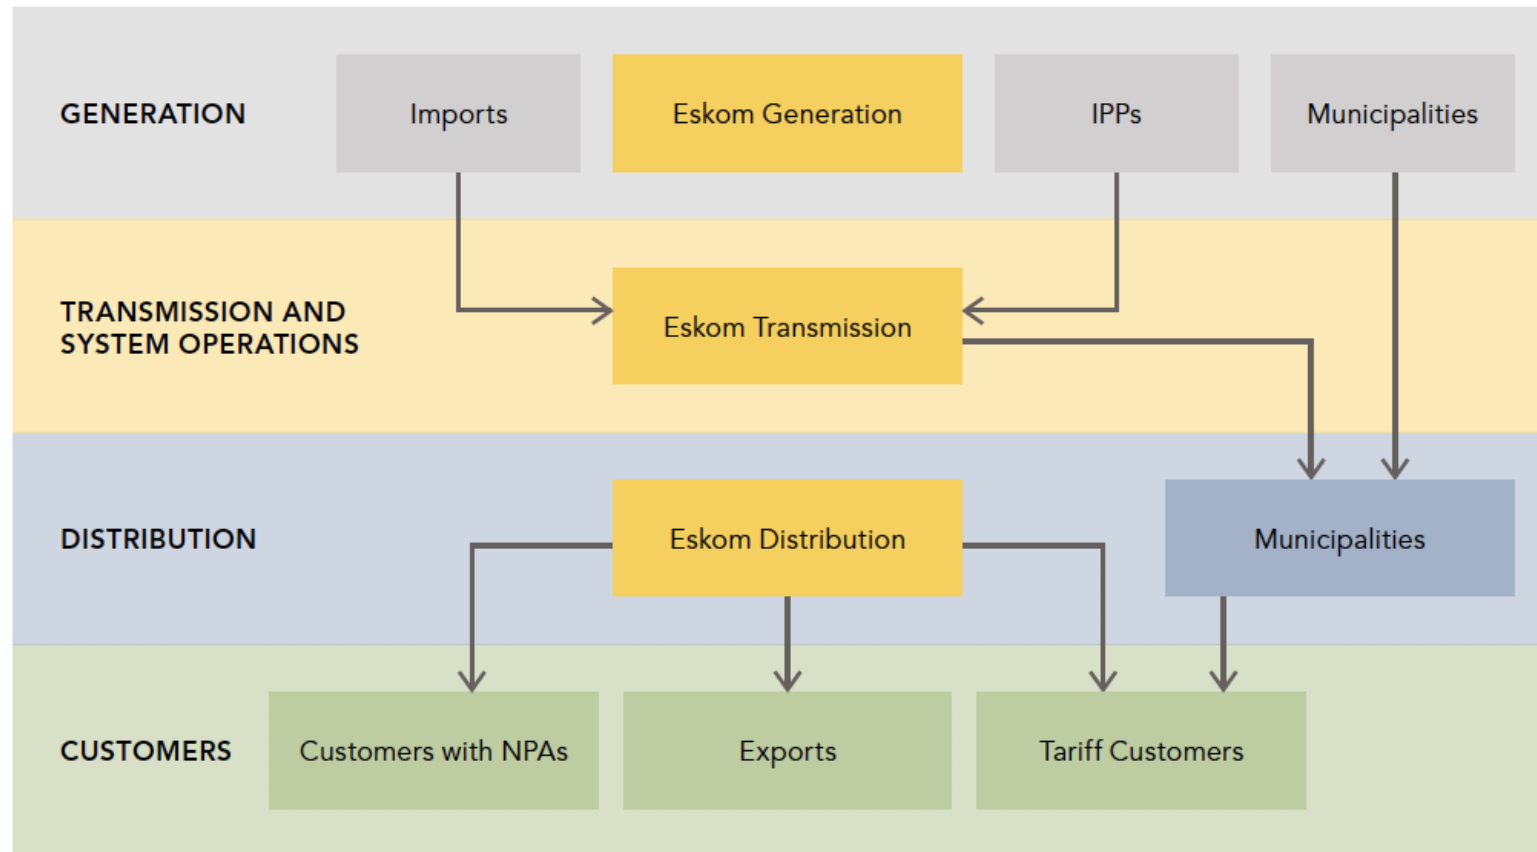 GENERATION
Imports
Eskom Generation
IPPs
Municipalities
TRANSMISSION AND
SYSTEM OPERATIONS
Eskom Transmission
DISTRIBUTION
Eskom Distribution
Municipalities
CUSTOMERS
Customers with NPAs
Exports
Tariff Customers